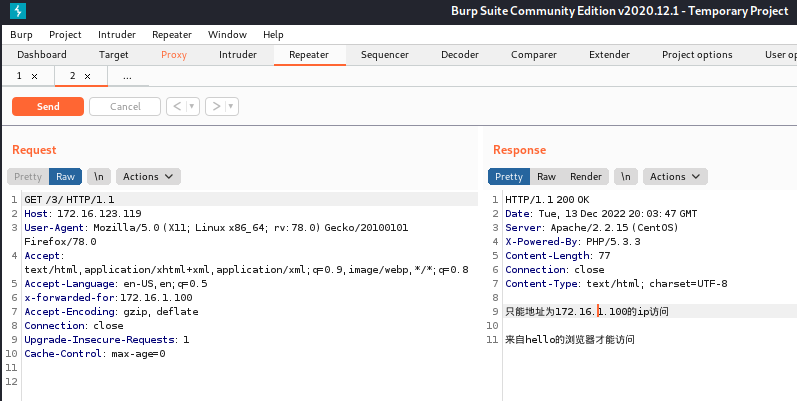 Burp Suite Community Edition v2020.12.1 - Temporary Project
Burp Project Intruder Repeater Window Help
Dashboard Target Proxy Intruder Repeater Sequencer Decoder Comparer Extender Project options User op
1 × 2 × ...
Send Cancel < ▼ > ▼
Request
Pretty Raw \n Actions
1 GET /3/ HTTP/1.1
2 Host: 172.16.123.119
3 User-Agent: Mozilla/5.0 (X11; Linux x86_64; rv:78.0) Gecko/20100101
Firefox/78.0
4 Accept:
text/html,application/xhtml+xml,application/xml;q=0.9,image/webp,*/*;q=0.8
5 Accept-Language: en-US,en;q=0.5
6 x-forwarded-for:172.16.1.100
7 Accept-Encoding: gzip, deflate
8 Connection: close
9 Upgrade-Insecure-Requests: 1
10 Cache-Control: max-age=0
11
12
Response
Pretty Raw Render \n Actions
1 HTTP/1.1 200 OK
2 Date: Tue, 13 Dec 2022 20:03:47 GMT
3 Server: Apache/2.2.15 (CentOS)
4 X-Powered-By: PHP/5.3.3
5 Content-Length: 77
6 Connection: close
7 Content-Type: text/html; charset=UTF-8
8
9 只能地址为172.16.1.100的ip访问
10
11 来自hello的浏览器才能访问